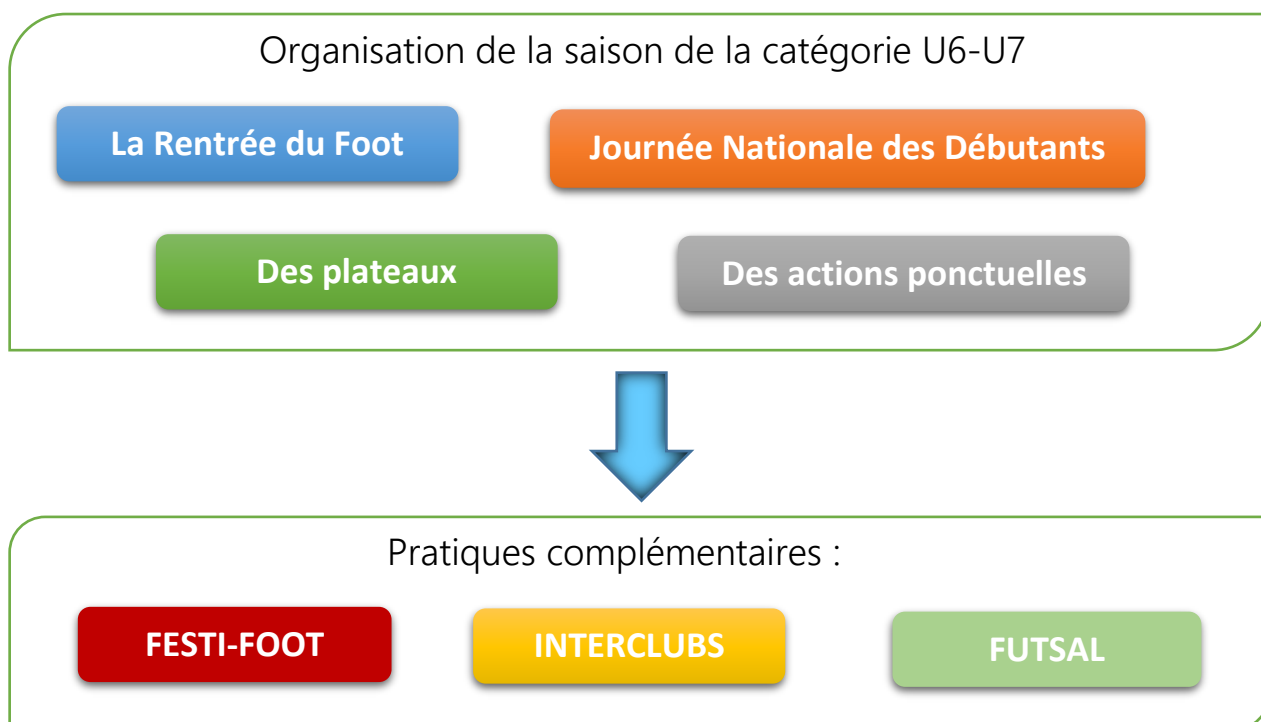 Organisation de la saison de la catégorie U6-U7
La Rentrée du Foot
Journée Nationale des Débutants
Des plateaux
Des actions ponctuelles
Pratiques complémentaires :
FESTI-FOOT
INTERCLUBS
FUTSAL